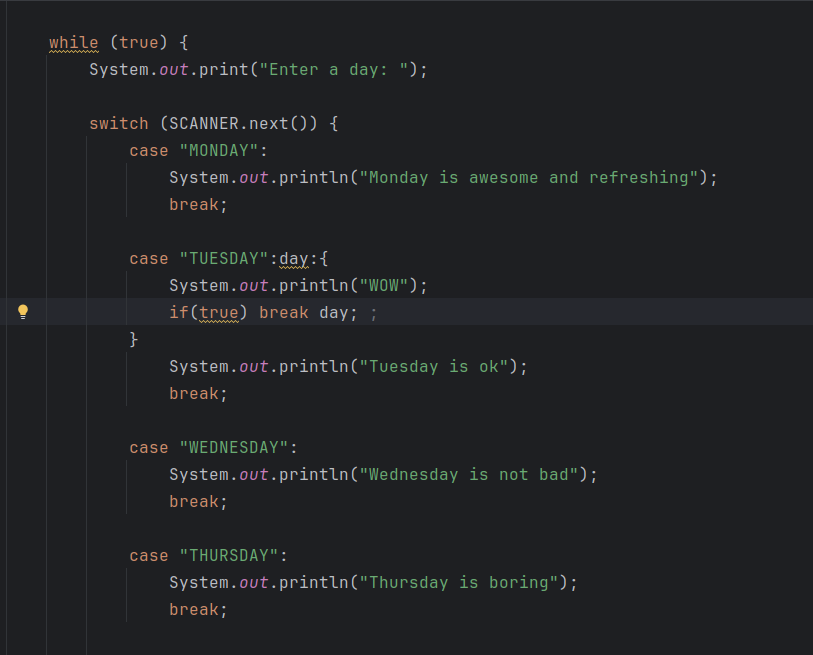 while (true) {
System.out.print("Enter a day: ");
switch (SCANNER.next()) {
case "MONDAY":
System.out.println("Monday is awesome and refreshing");
break;
case "TUESDAY":day:{
System.out.println("WOW");
if(true) break day; ;
}
System.out.println("Tuesday is ok");
break;
case "WEDNESDAY":
System.out.println("Wednesday is not bad");
break;
case "THURSDAY":
System.out.println("Thursday is boring");
break;